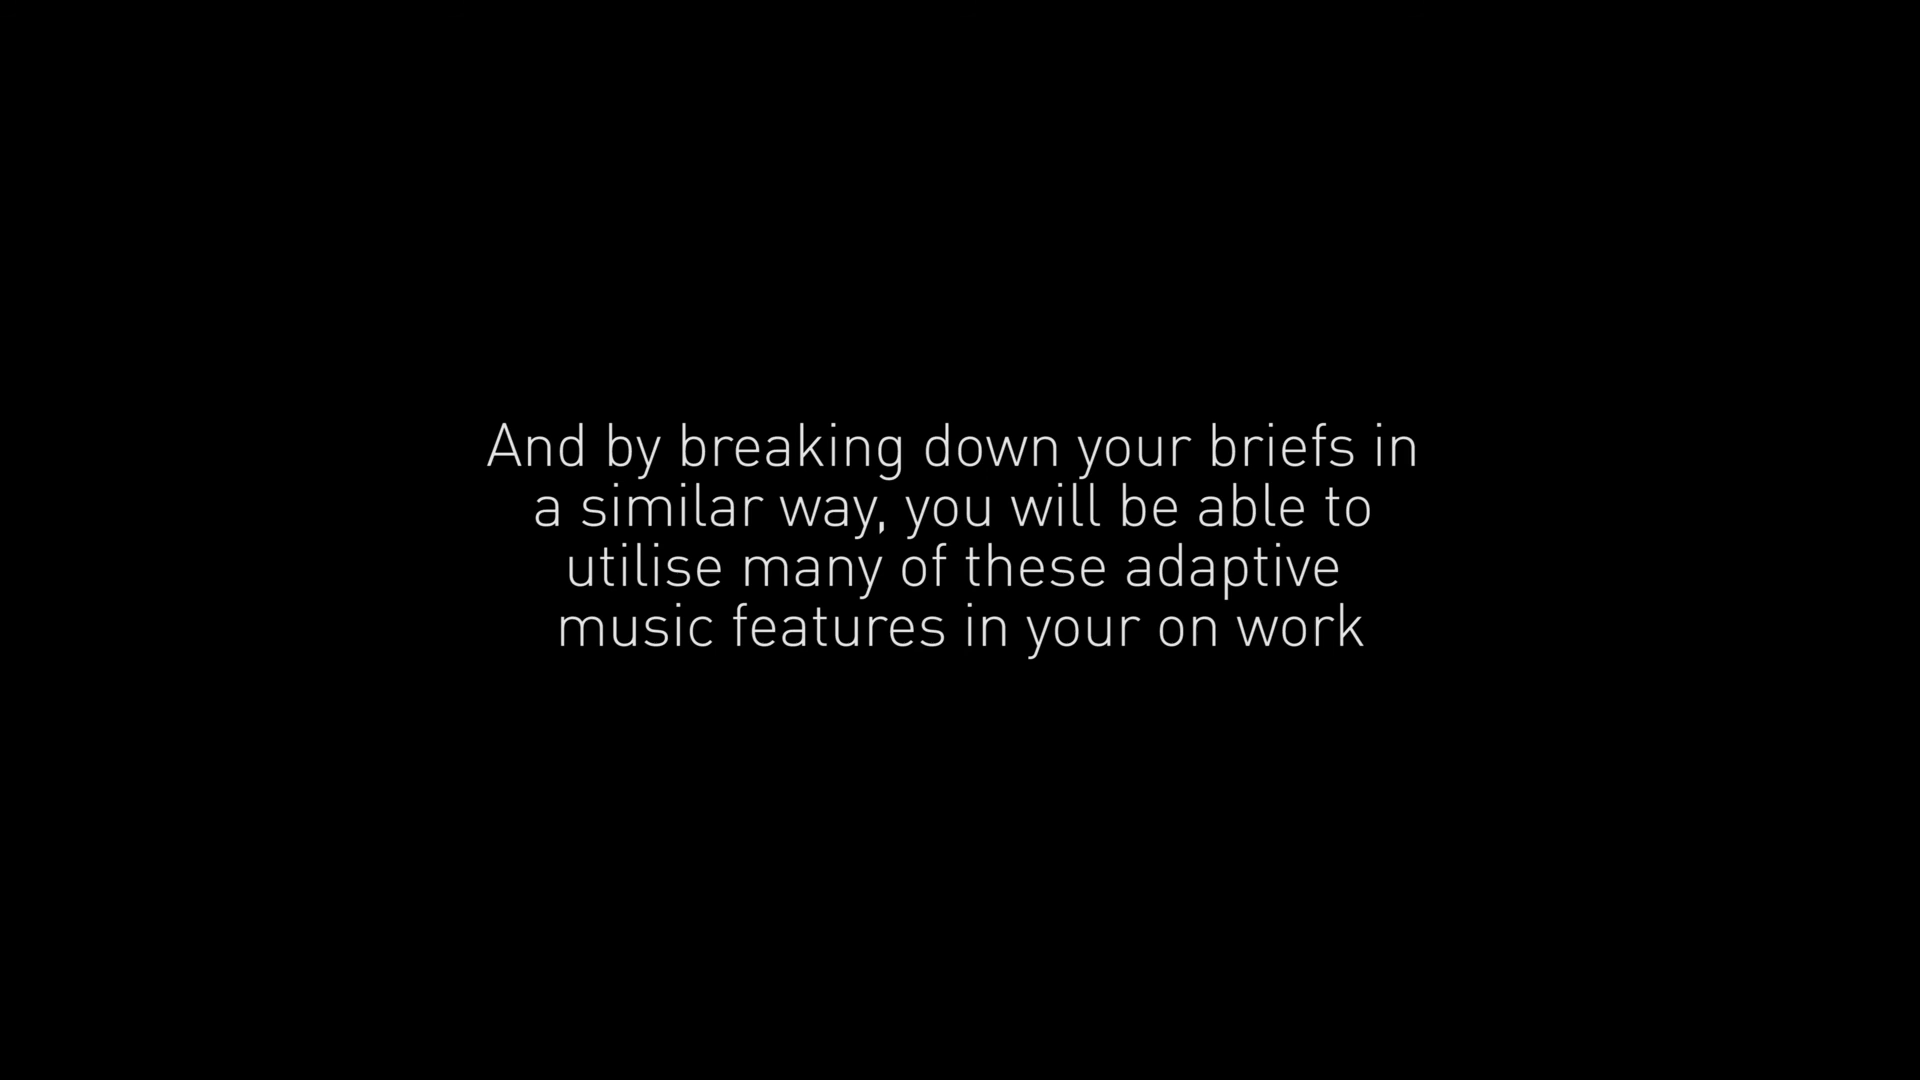 And by breaking down your briefs in
a similar way, you will be able to
utilise many of these adaptive
music features in your on work